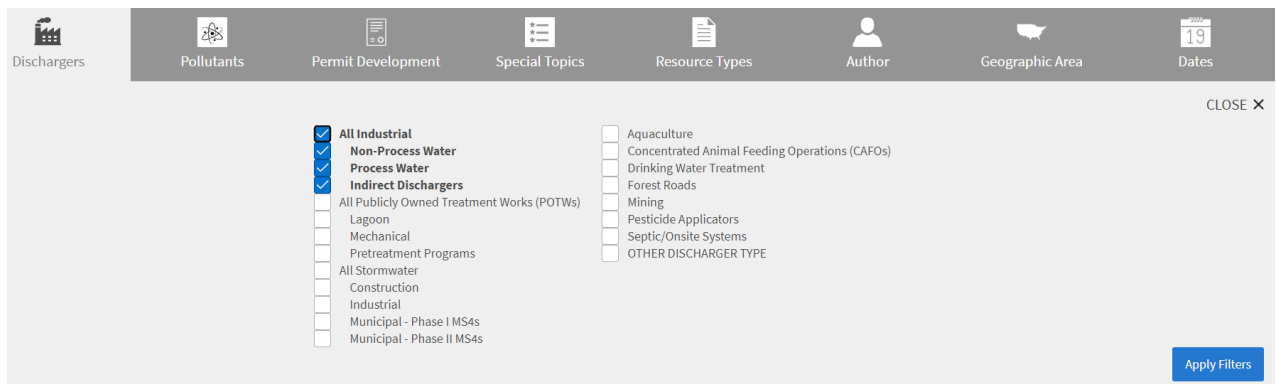 Dischargers
Pollutants
Permit Development
Special Topics
Resource Types
Author
Geographic Area
19
Dates
CLOSE X
All Industrial
Non-Process Water
Process Water
Indirect Dischargers
All Publicly Owned Treatment Works (POTWs)
Lagoon
Mechanical
Pretreatment Programs
All Stormwater
Construction
Industrial
Municipal - Phase I MS4s
Municipal - Phase II MS4s
Aquaculture
Concentrated Animal Feeding Operations (CAFOs)
Drinking Water Treatment
Forest Roads
Mining
Pesticide Applicators
Septic/Onsite Systems
OTHER DISCHARGER TYPE
Apply Filters